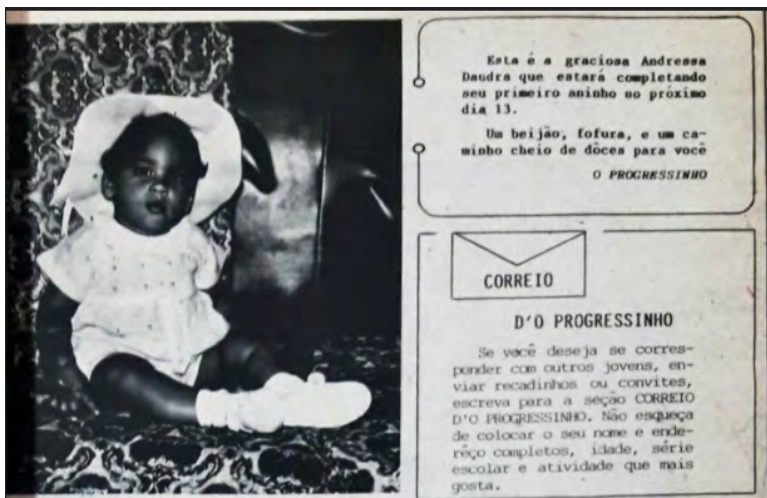 Esta é a graciosa Andressa
Daudra que estará completando
seu primeiro aninho no próximo
dia 13.
Um beijão, fofura, e um ca-
minho cheio de dôces para você
O PROGRESSINHO
CORREIO
D'O PROGRESSINHO
Se você deseja se corres-
ponder com outros jovens, en-
viar recadinhos ou convites,
escreva para a seção CORREIO
D'O PROGRESSINHO. Não esqueça
de colocar o seu nome e ende-
rêço completos, idade, série
escolar e atividade que mais
gosta.